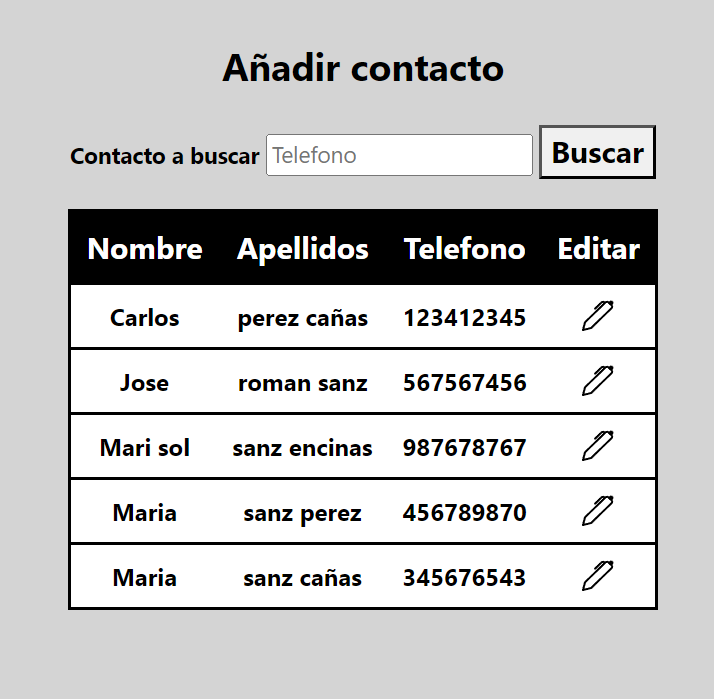 Añadir contacto
Contacto a buscar Telefono Buscar
Nombre Apellidos Telefono Editar
Carlos perez cañas 123412345
Jose roman sanz 567567456
Mari sol sanz encinas 987678767
Maria sanz perez 456789870
Maria sanz cañas 345676543